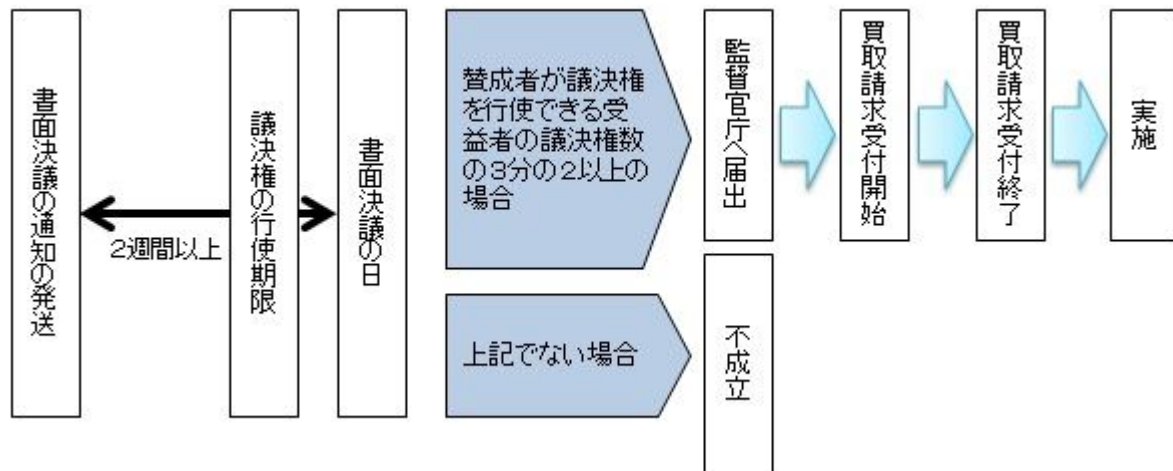 書面決議の通知の発送
2週間以上
議決権の行使期限
書面決議の日
賛成者が議決権
を行使できる受
益者の議決権数
の3分の2以上の
場合
監督官庁へ届出
買取請求受付開始
買取請求受付終了
実施
上記でない場合
不成立